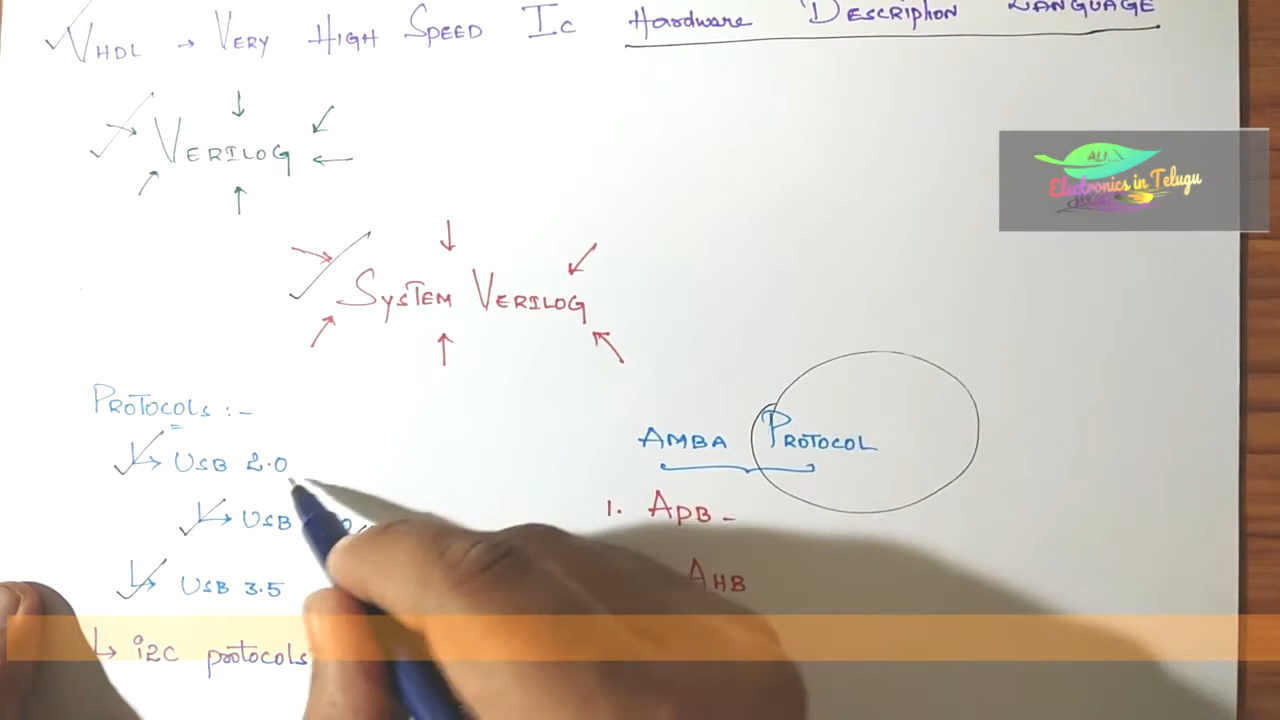 VHDL → VERY HIGH SPEED IC Hardware DESCRIPTION LANGUAGE
VERILOG
SYSTEM VERILOG
PROTOCOLS :-
USB 2.0
USB
USB 3.5
i2C protocols
AMBA PROTOCOL
1. APB -
AHB
ALI...
Electronics in Telugu